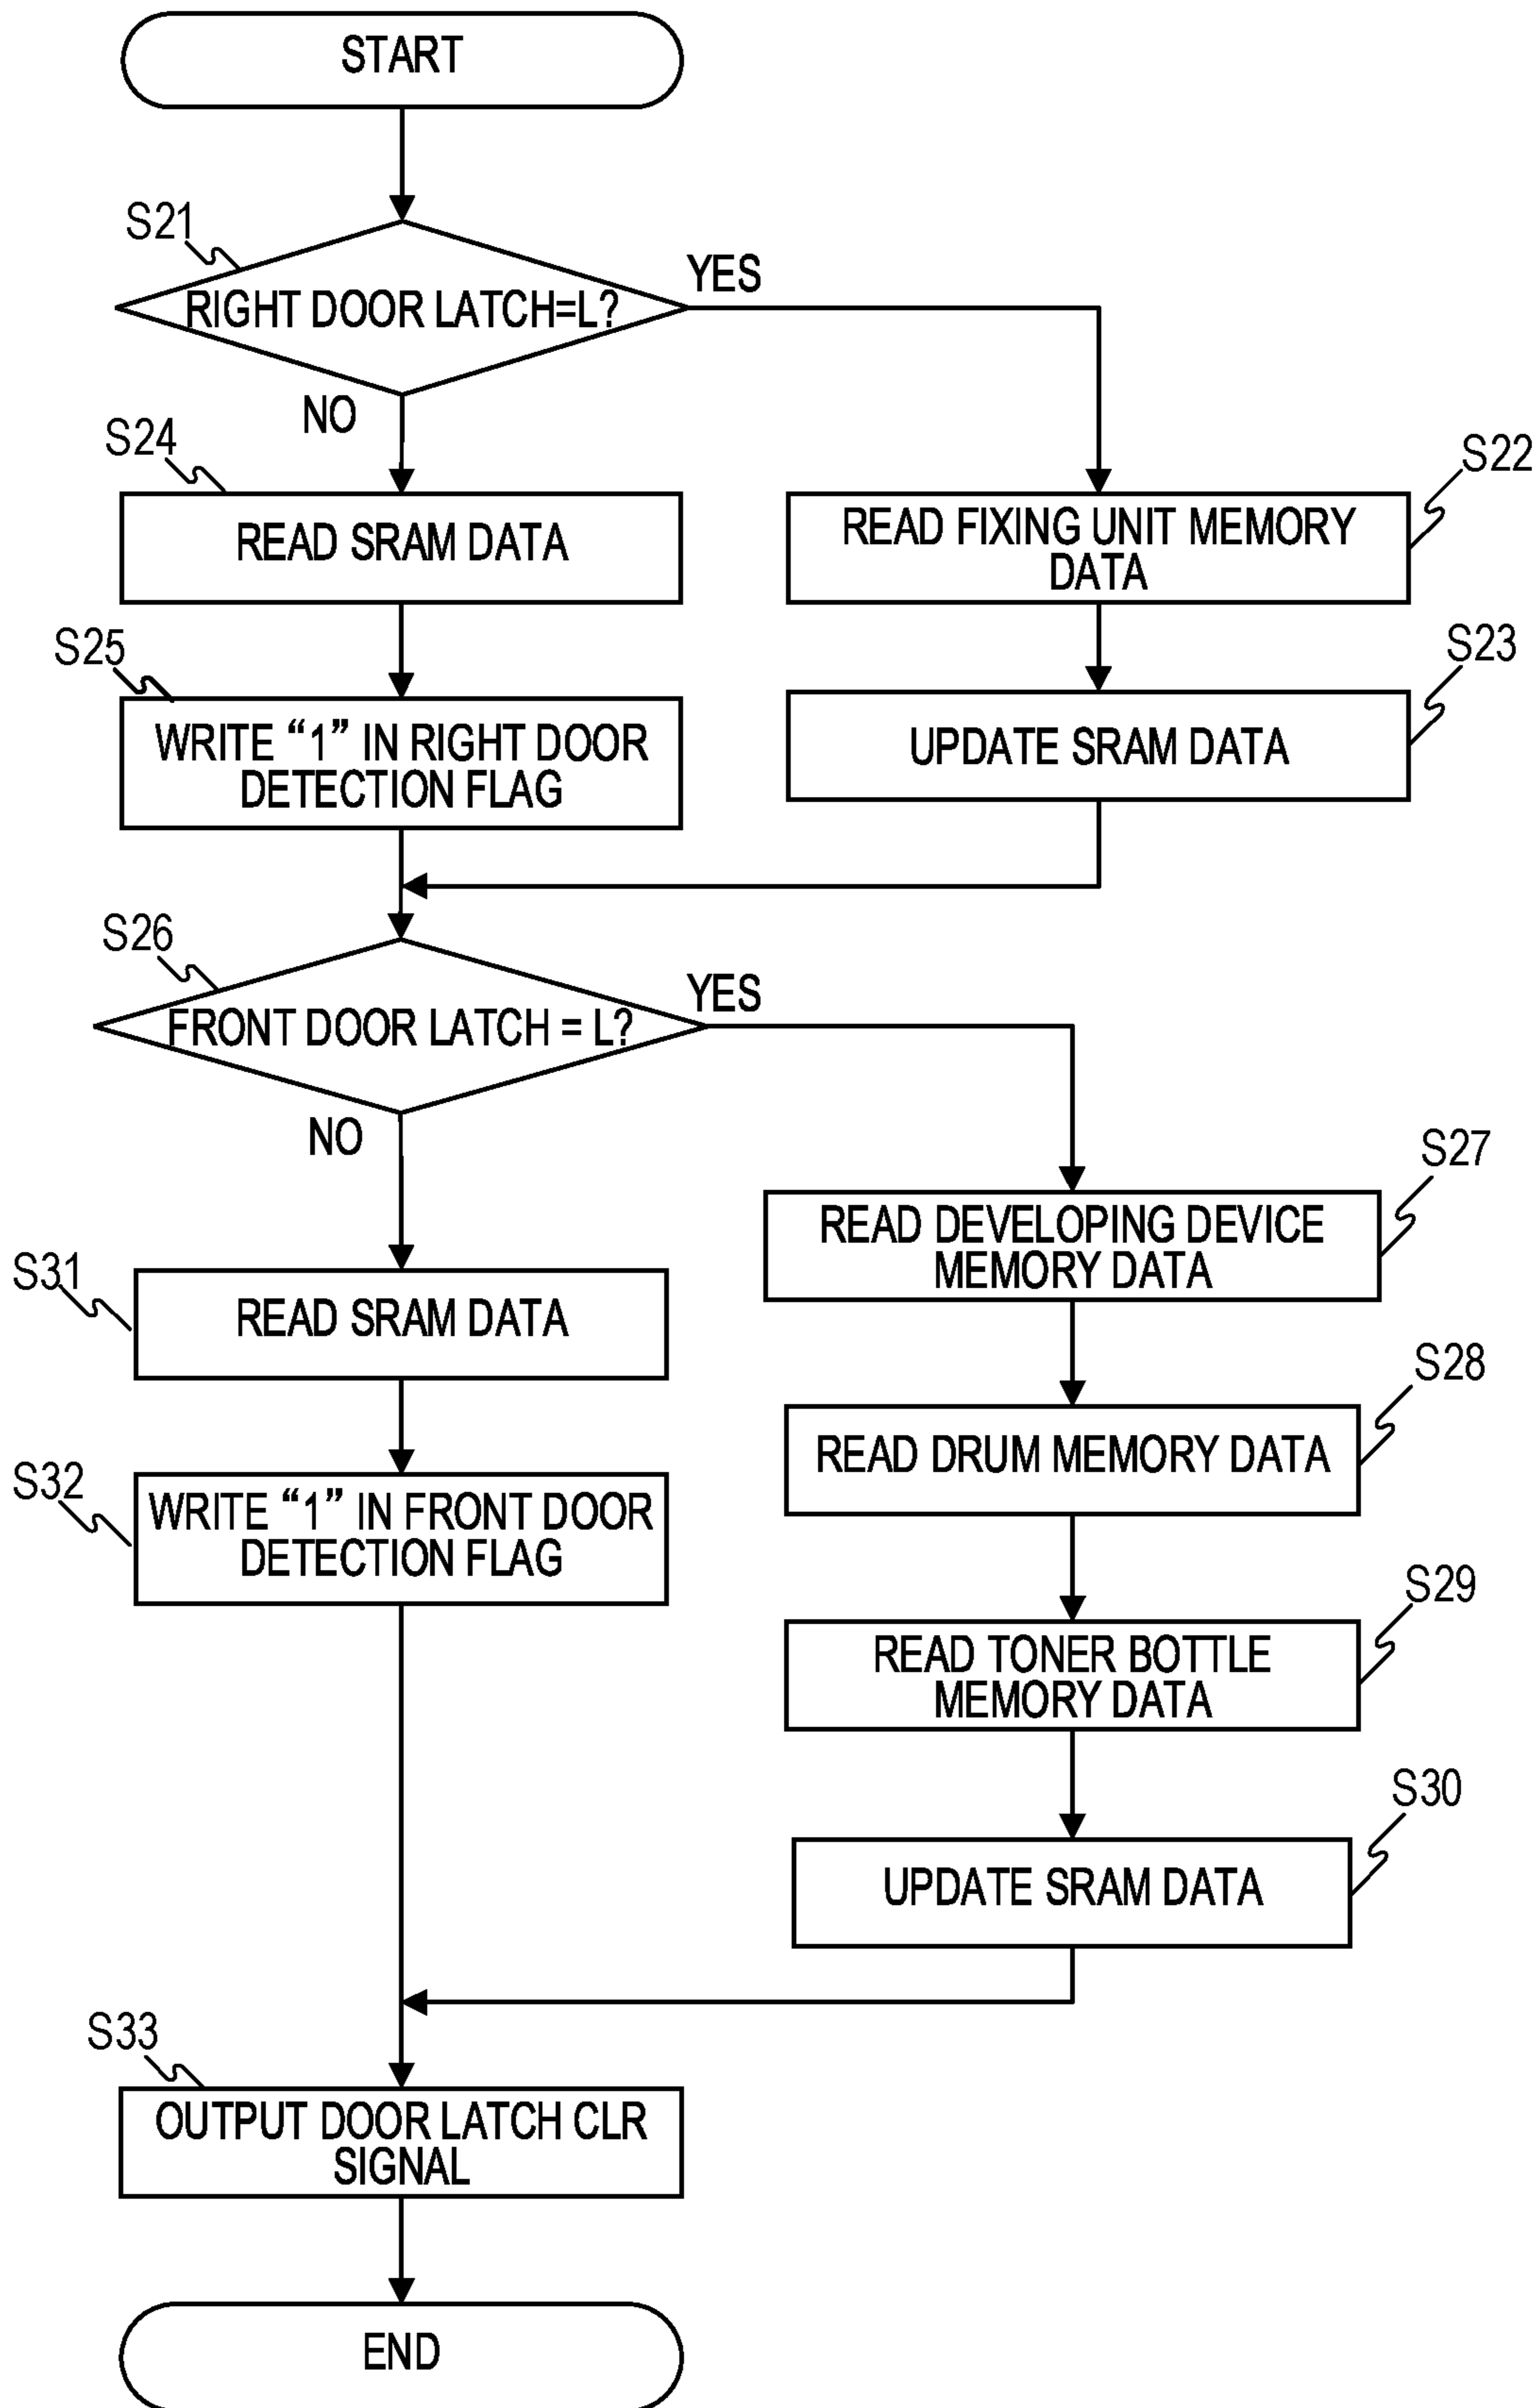 START
S21
YES
RIGHT DOOR LATCH=L?
NO
S24
READ SRAM DATA
S22
READ FIXING UNIT MEMORY
DATA
S25
WRITE “1” IN RIGHT DOOR
DETECTION FLAG
S23
UPDATE SRAM DATA
S26
YES
FRONT DOOR LATCH = L?
NO
S27
READ DEVELOPING DEVICE
MEMORY DATA
S31
READ SRAM DATA
S28
READ DRUM MEMORY DATA
S32
WRITE “1” IN FRONT DOOR
DETECTION FLAG
S29
READ TONER BOTTLE
MEMORY DATA
S30
UPDATE SRAM DATA
S33
OUTPUT DOOR LATCH CLR
SIGNAL
END